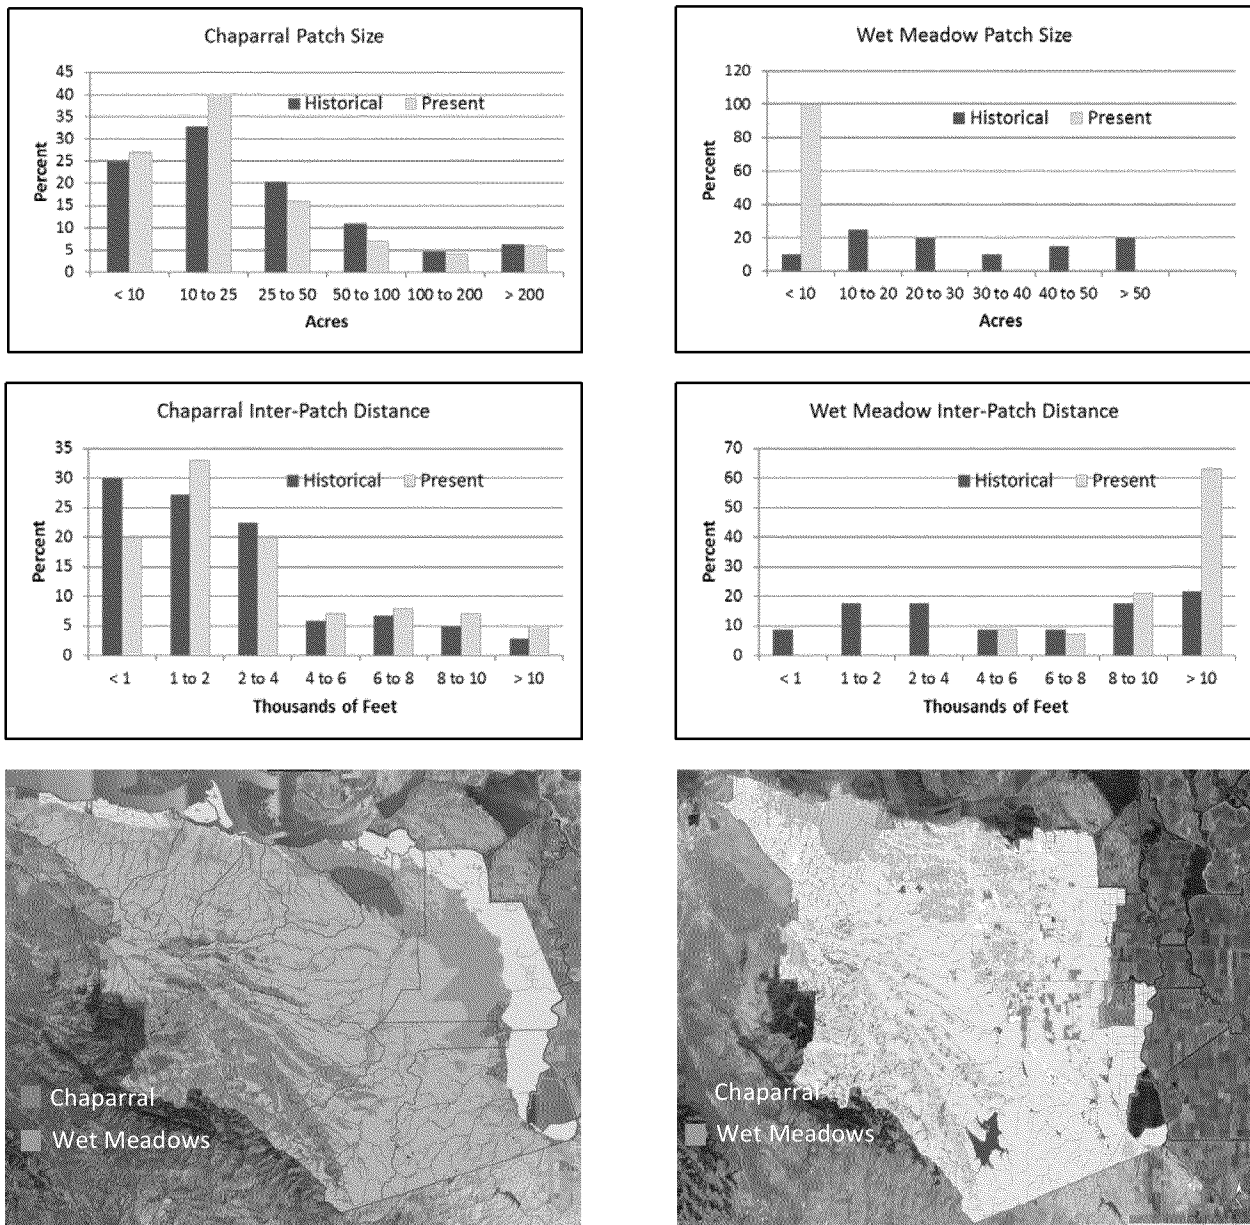 Chaparral Patch Size
45
40
35
30
25
20
15
10
5
0
Percent
Historical Present
< 10 10 to 25 25 to 50 50 to 100 100 to 200 > 200
Acres
Wet Meadow Patch Size
120
100
80
60
40
20
0
Percent
Historical Present
< 10 10 to 20 20 to 30 30 to 40 40 to 50 > 50
Acres
Chaparral Inter-Patch Distance
35
30
25
20
15
10
5
0
Percent
Historical Present
< 1 1 to 2 2 to 4 4 to 6 6 to 8 8 to 10 > 10
Thousands of Feet
Wet Meadow Inter-Patch Distance
70
60
50
40
30
20
10
0
Percent
Historical Present
< 1 1 to 2 2 to 4 4 to 6 6 to 8 8 to 10 > 10
Thousands of Feet
Chaparral
Wet Meadows
Chaparral
Wet Meadows